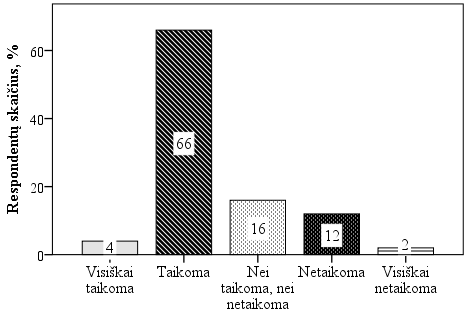 Respondentų skaičius, %
60
40
20
0
4
66
16
12
2
Visiškai
taikoma
Taikoma
Nei
taikoma, nei
netaikoma
Netaikoma
Visiškai
netaikoma